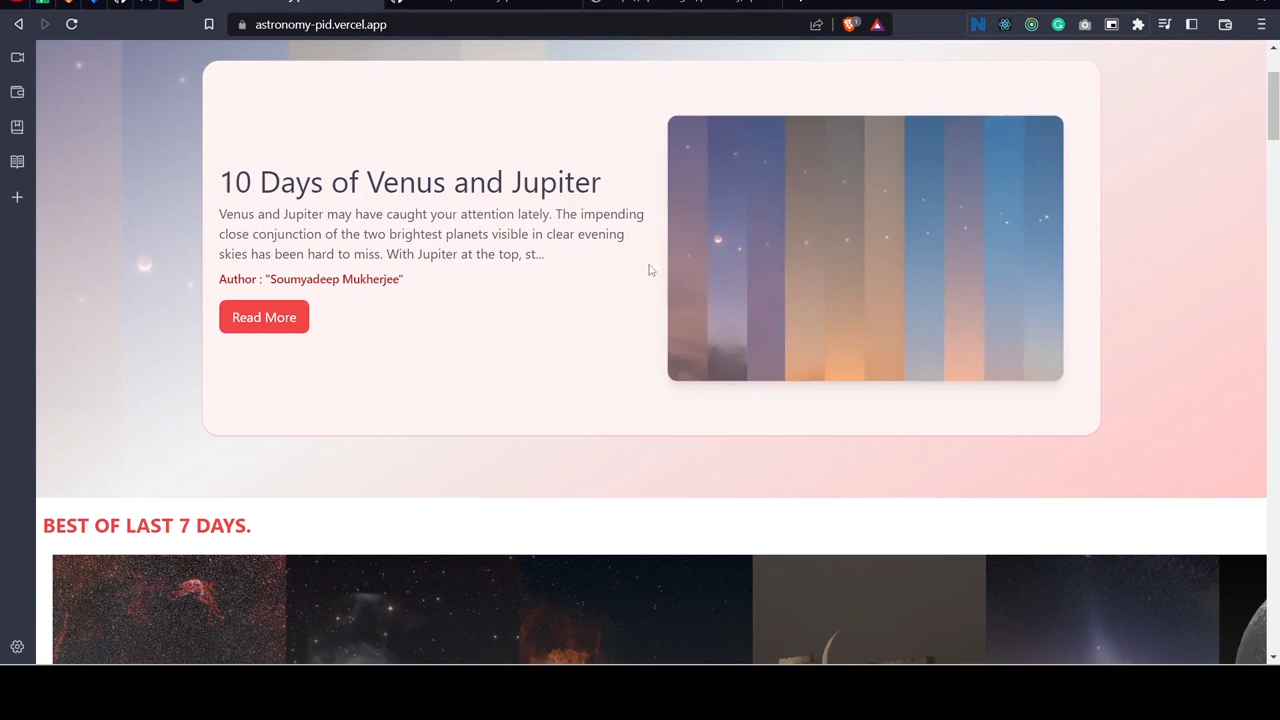 astronomy-pid.vercel.app
1
10 Days of Venus and Jupiter
Venus and Jupiter may have caught your attention lately. The impending
close conjunction of the two brightest planets visible in clear evening
skies has been hard to miss. With Jupiter at the top, st...
Author : "Soumyadeep Mukherjee"
Read More
BEST OF LAST 7 DAYS.